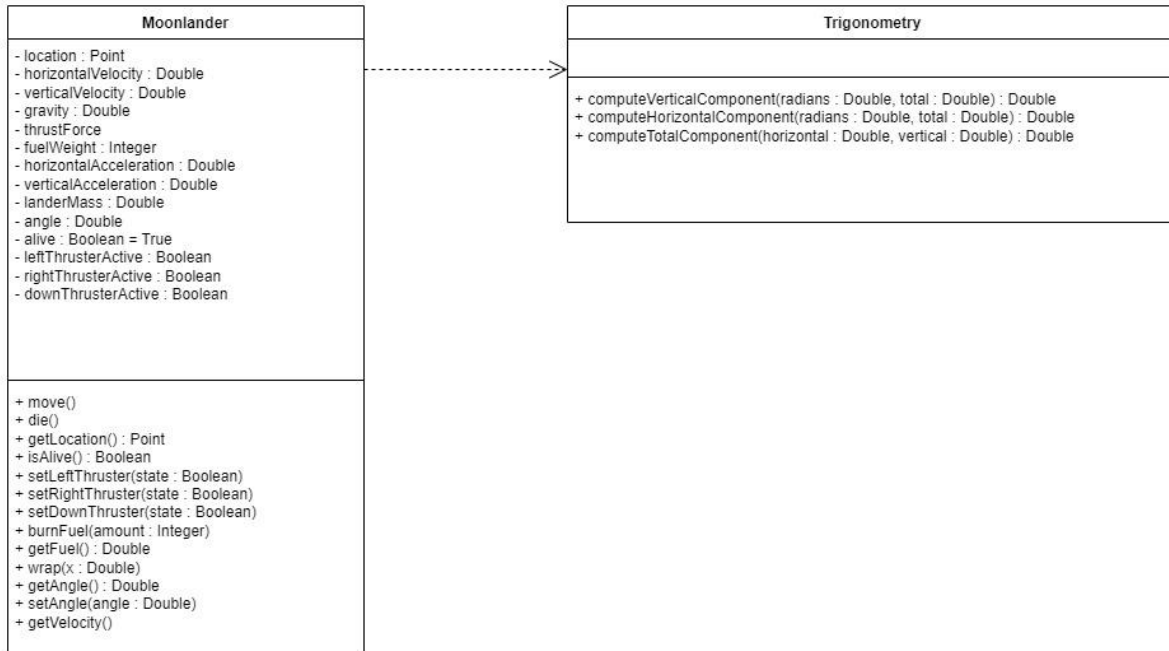 Moonlander
- location : Point
- horizontalVelocity : Double
- verticalVelocity : Double
- gravity : Double
- thrustForce
- fuelWeight : Integer
- horizontalAcceleration : Double
- verticalAcceleration : Double
- landerMass : Double
- angle : Double
- alive : Boolean = True
- leftThrusterActive : Boolean
- rightThrusterActive : Boolean
- downThrusterActive : Boolean
+ move()
+ die()
+ getLocation() : Point
+ isAlive() : Boolean
+ setLeftThruster(state : Boolean)
+ setRightThruster(state : Boolean)
+ setDownThruster(state : Boolean)
+ burnFuel(amount : Integer)
+ getFuel() : Double
+ wrap(x : Double)
+ getAngle() : Double
+ setAngle(angle : Double)
+ getVelocity()
Trigonometry
+ computeVerticalComponent(radians : Double, total : Double) : Double
+ computeHorizontalComponent(radians : Double, total : Double) : Double
+ computeTotalComponent(horizontal : Double, vertical : Double) : Double